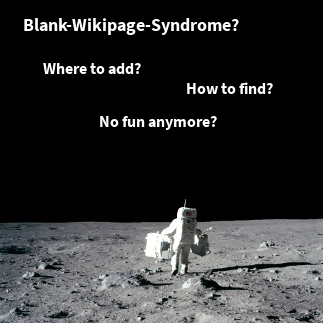 Blank-Wikipage-Syndrome?
Where to add?
How to find?
No fun anymore?